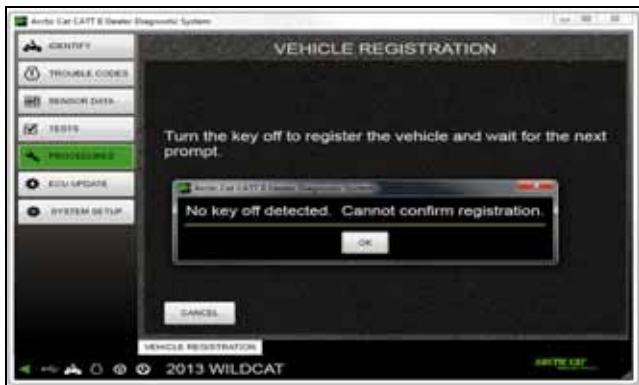 Arctic Cat CATT II Dealer Diagnostic System
IDENTIFY
VEHICLE REGISTRATION
TROUBLE CODES
SENSOR DATA
TESTS
Turn the key off to register the vehicle and wait for the next
prompt.
PROCEDURES
Arctic Cat CATT II Dealer Diagnostic System
ECU UPDATE
No key off detected. Cannot confirm registration.
SYSTEM SETUP
OK
CANCEL
VEHICLE REGISTRATION
2013 WILDCAT
ARCTIC CAT